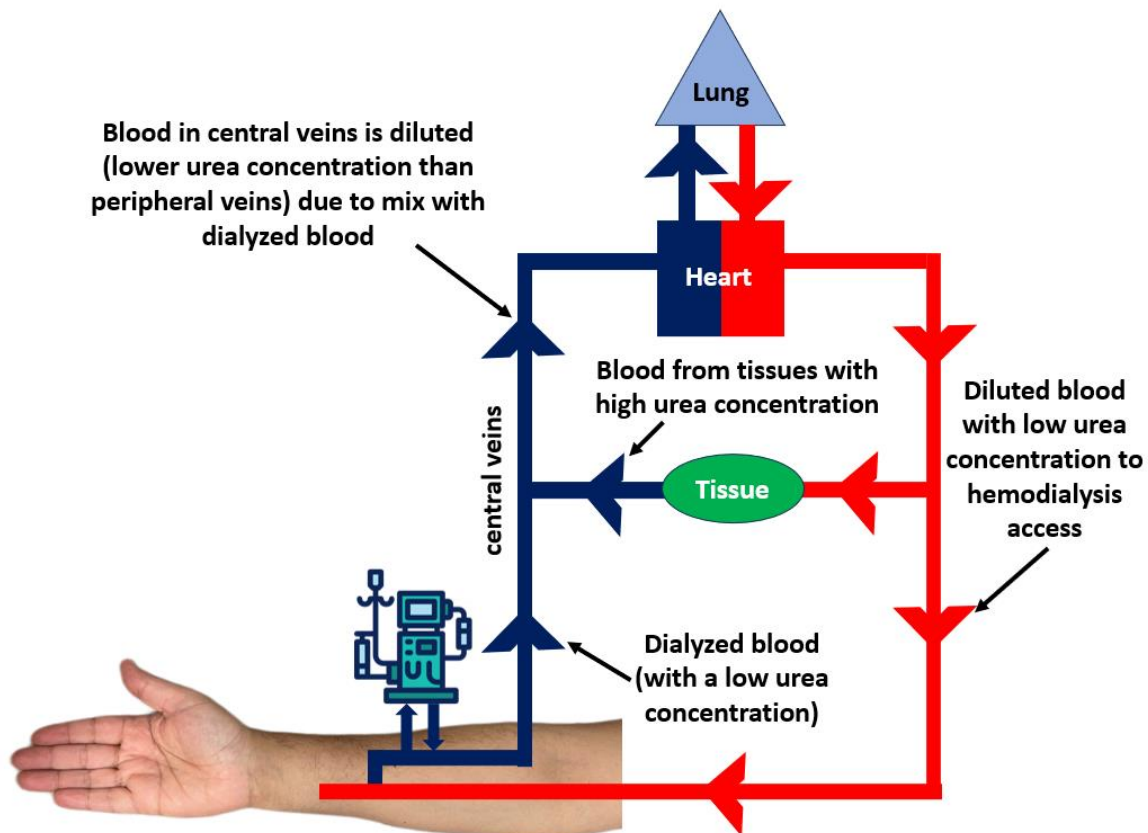 Lung
Blood in central veins is diluted
(lower urea concentration than
peripheral veins) due to mix with
dialyzed blood
Heart
Blood from tissues with
high urea concentration
Diluted blood
with low urea
concentration to
hemodialysis
access
Tissue
central veins
Dialyzed blood
(with a low urea
concentration)